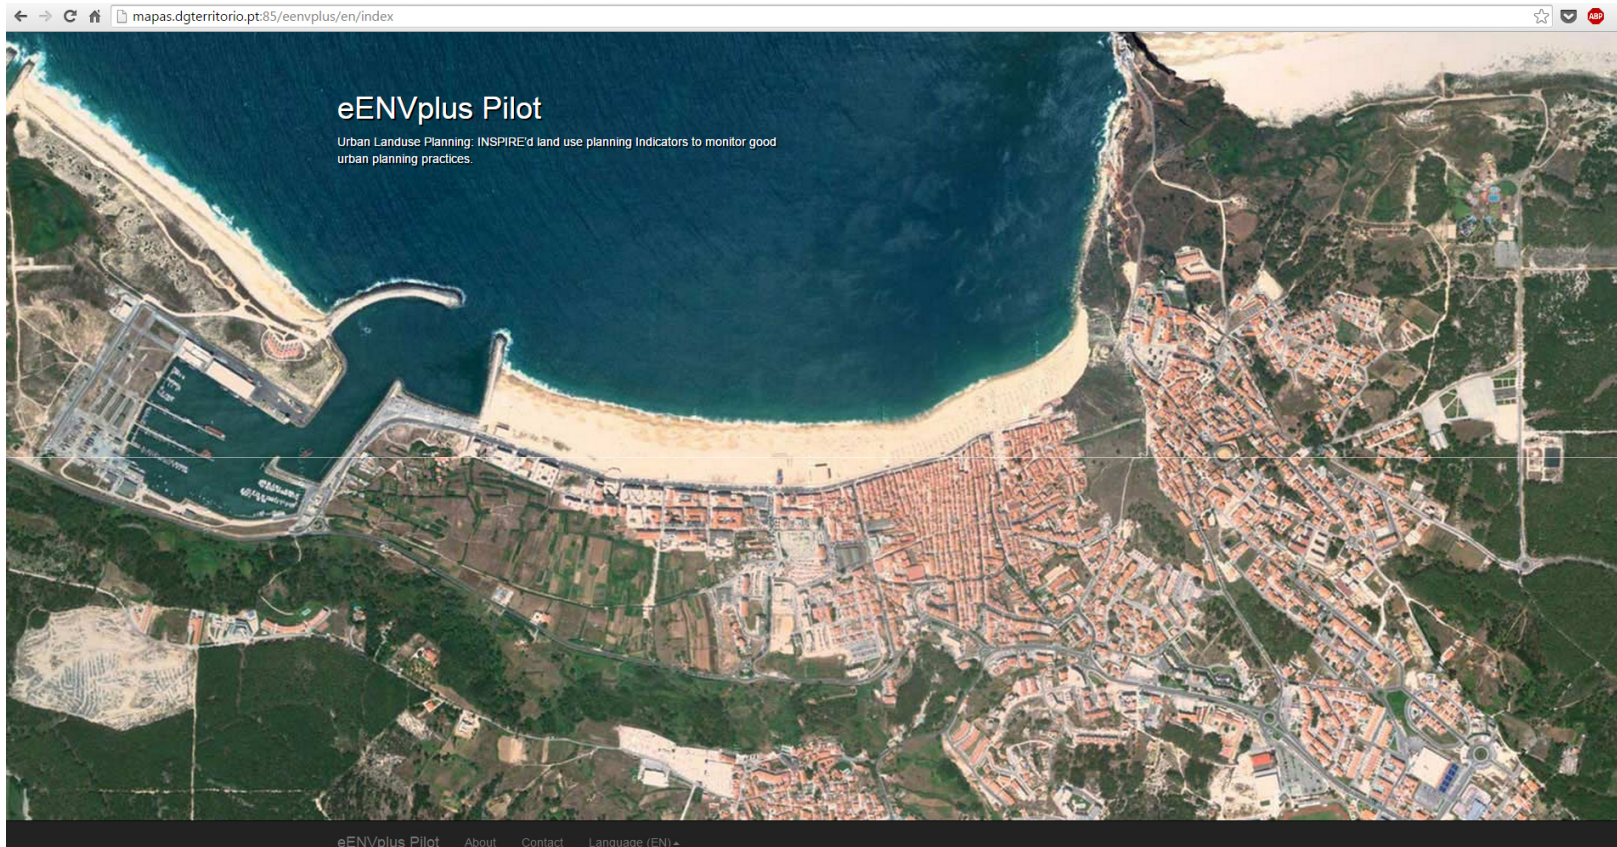 mapas.dgterritorio.pt:85/eenvplus/en/index
ABP
eENVplus Pilot
Urban Landuse Planning: INSPIRE'd land use planning Indicators to monitor good
urban planning practices.
eENVplus Pilot About Contact Language (EN)